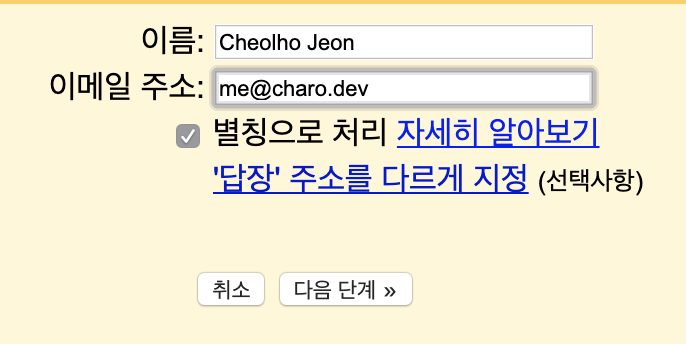 이름: Cheolho Jeon
이메일 주소: me@charo.dev
별칭으로 처리 자세히 알아보기
'답장' 주소를 다르게 지정 (선택사항)
취소 다음 단계 »